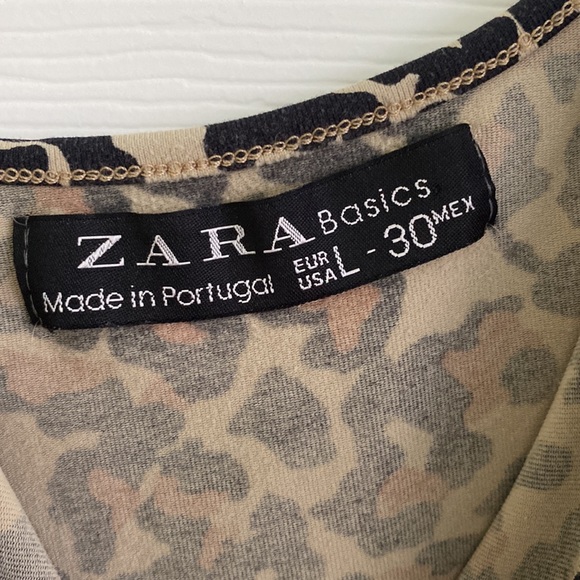 ZARA Basics
Made in Portugal EUR USA L - 30 MEX